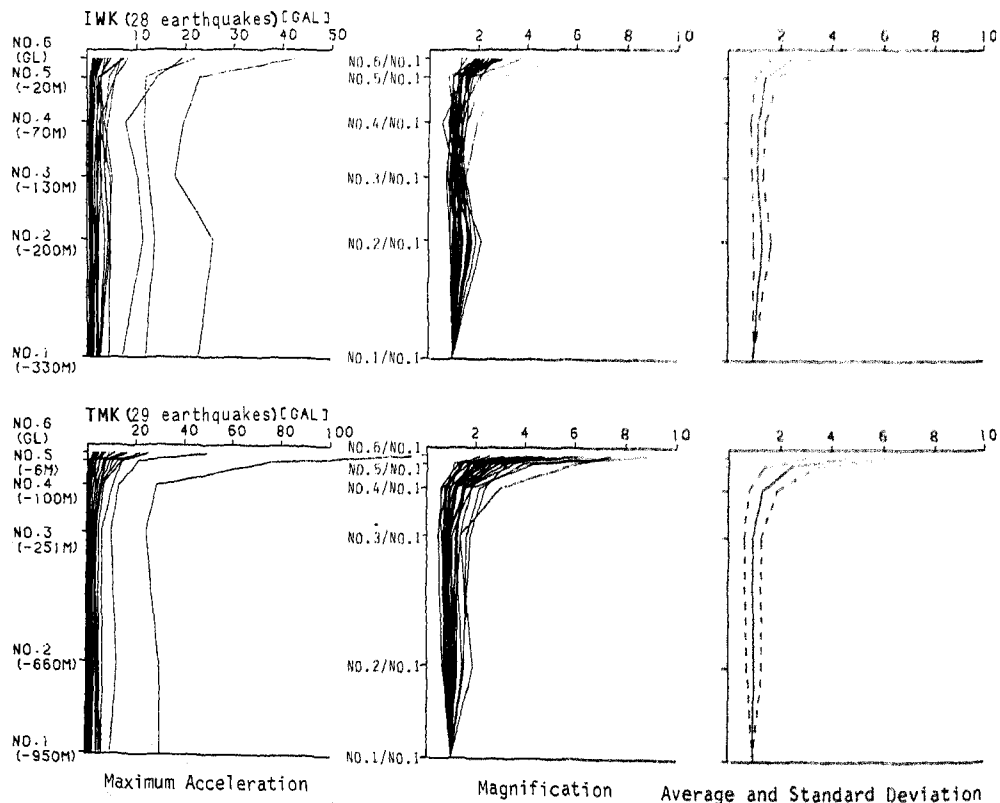 IWK (28 earthquakes) [GAL]
10 20 30 50
NO.6
(GL)
NO.5
(-20M)
NO.4
(-70M)
NO.3
(-130M)
NO.2
(-200M)
NO.1
(-330M)
2 4 6 8 10
NO.6/NO.1
NO.5/NO.1
NO.4/NO.1
NO.3/NO.1
NO.2/NO.1
NO.1/NO.1
2 4 6 8 10
TMK (29 earthquakes) [GAL]
20 40 60 80 100
NO.6
(GL)
NO.5
(-6M)
NO.4
(-100M)
NO.3
(-251M)
NO.2
(-660M)
NO.1
(-950M)
2 4 6 8 10
NO.6/NO.1
NO.5/NO.1
NO.4/NO.1
NO.3/NO.1
NO.2/NO.1
NO.1/NO.1
0 2 4 6 8 10
Maximum Acceleration
Magnification
Average and Standard Deviation